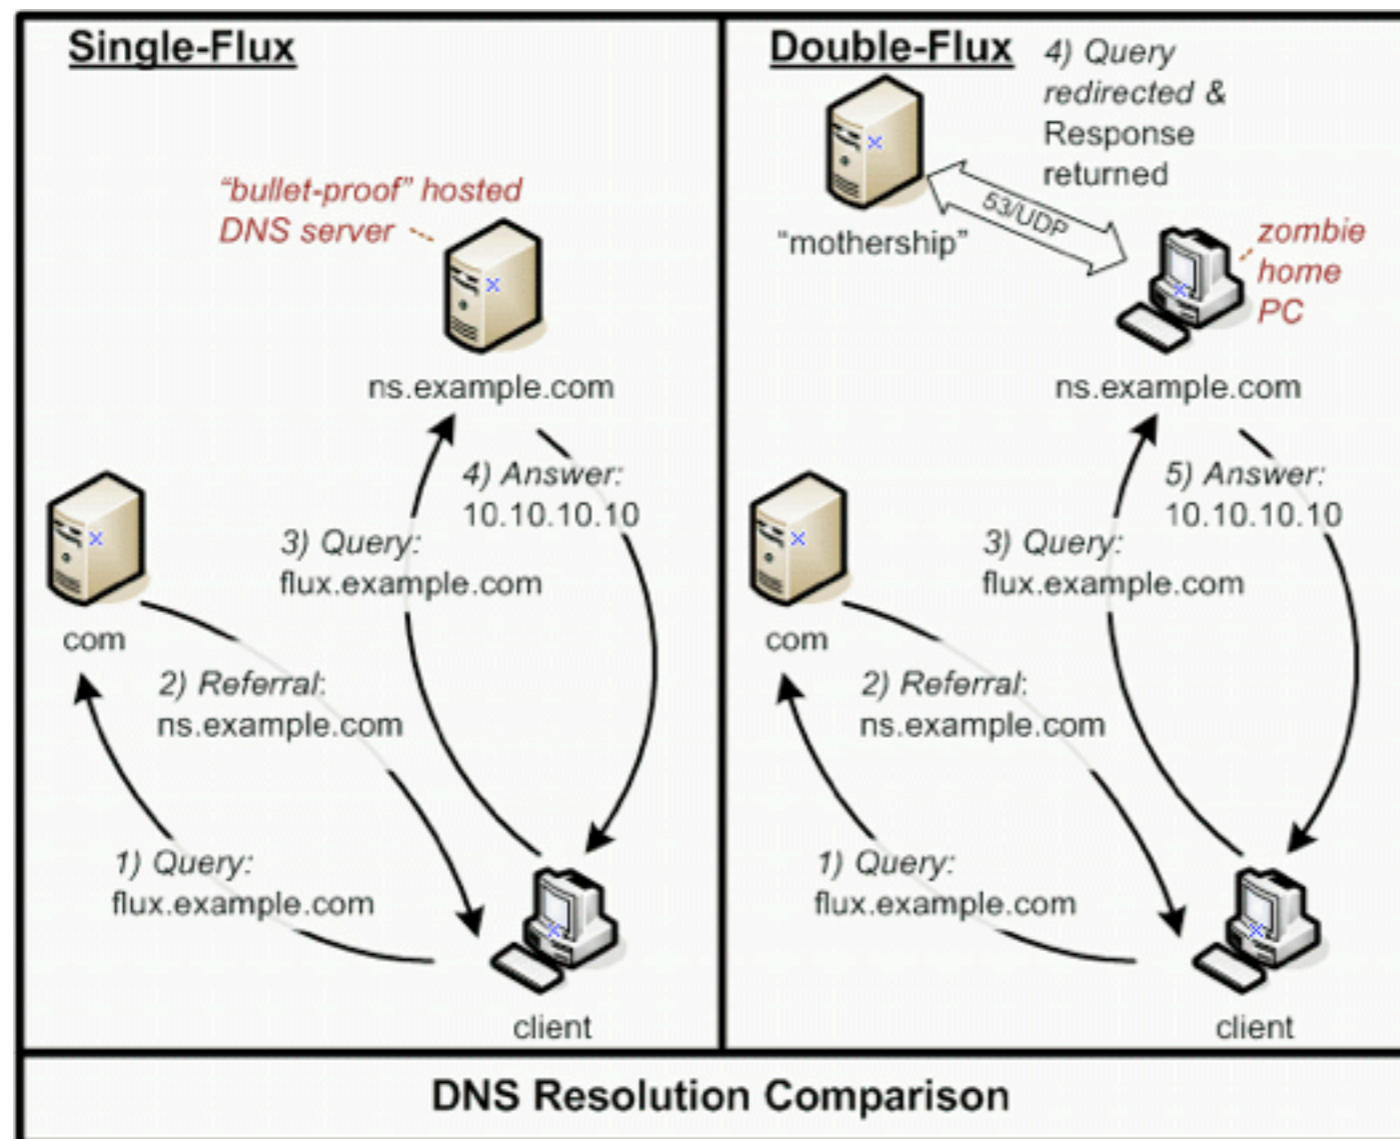 Single-Flux
“bullet-proof” hosted
DNS server
ns.example.com
4) Answer:
10.10.10.10
3) Query:
flux.example.com
com
2) Referral:
ns.example.com
1) Query:
flux.example.com
client
Double-Flux
4) Query
redirected &
Response
returned
53/UDP
“mothership”
zombie
home
PC
ns.example.com
5) Answer:
10.10.10.10
3) Query:
flux.example.com
com
2) Referral:
ns.example.com
1) Query:
flux.example.com
client
DNS Resolution Comparison